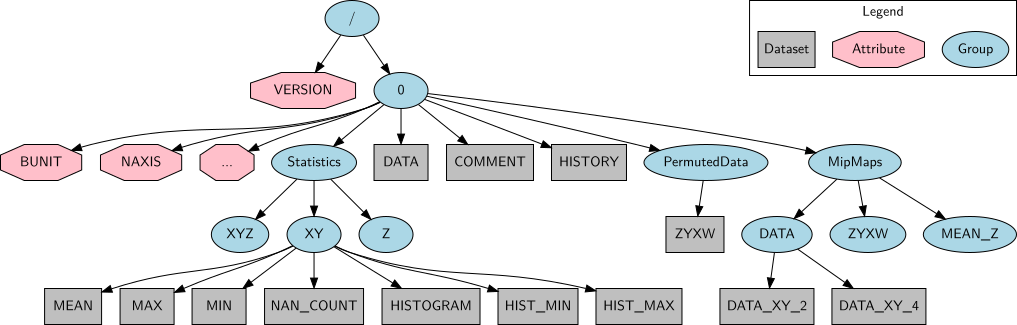 /
Legend
Dataset
Attribute
Group
VERSION
0
BUNIT
NAXIS
...
Statistics
DATA
COMMENT
HISTORY
PermutedData
MipMaps
XYZ
XY
Z
ZYXW
DATA
ZYXW
MEAN_Z
MEAN
MAX
MIN
NAN_COUNT
HISTOGRAM
HIST_MIN
HIST_MAX
DATA_XY_2
DATA_XY_4